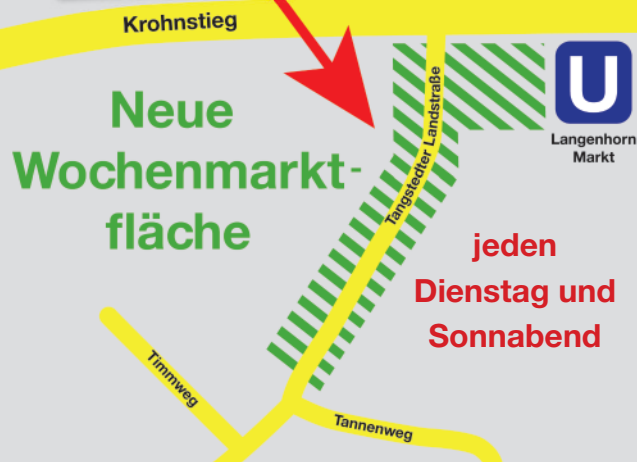 Krohnstieg
Neue
Wochenmarkt-
fläche
Tangstedter Landstraße
U
Langenhorn
Markt
jeden
Dienstag und
Sonnabend
Timmweg
Tannenweg